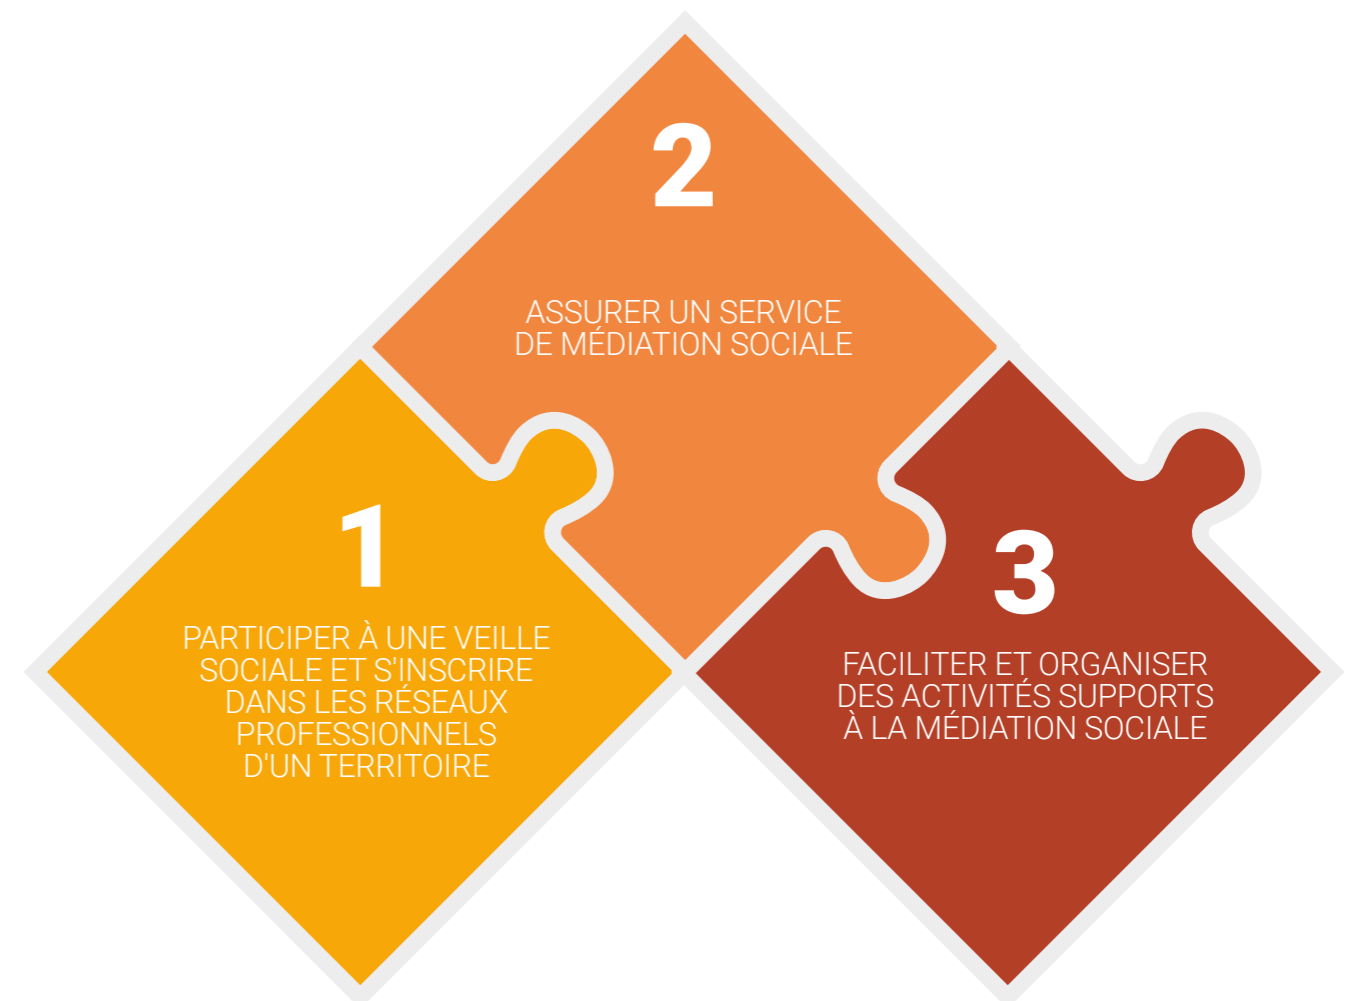 2
ASSURER UN SERVICE
DE MÉDIATION SOCIALE
1
PARTICIPER À UNE VEILLE
SOCIALE ET S'INSCRIRE
DANS LES RÉSEAUX
PROFESSIONNELS
D'UN TERRITOIRE
3
FACILITER ET ORGANISER
DES ACTIVITÉS SUPPORTS
À LA MÉDIATION SOCIALE